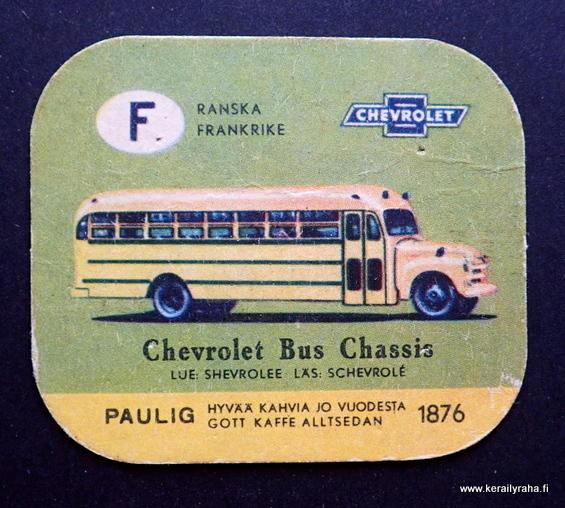 F
RANSKA
FRANKRIKE
CHEVROLET
Chevrolet Bus Chassis
LUE: SHEVROLEE LÄS: SCHEVROLÉ
PAULIG HYVÄÄ KAHVIA JO VUODESTA 1876
GOTT KAFFE ALLTSEDAN
www.kerailyraha.fi